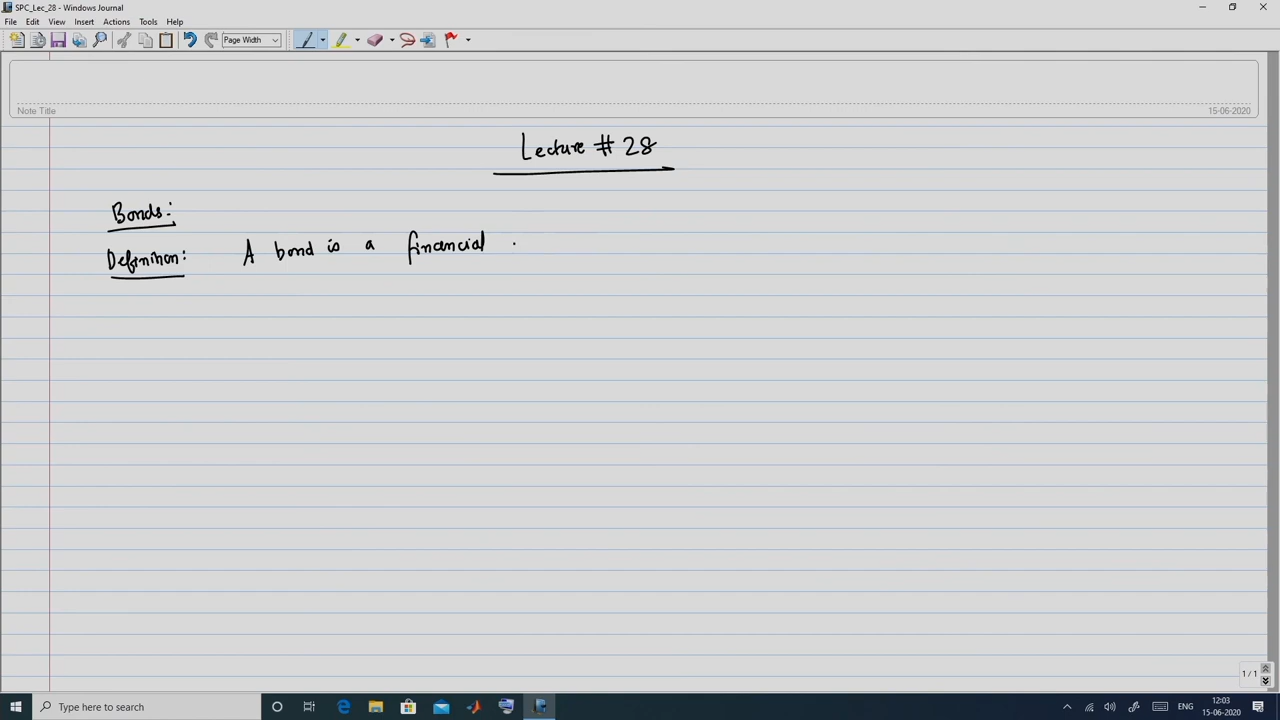 SPC_Lec_28 - Windows Journal
File Edit View Insert Actions Tools Help
Page Width
Note Title
15-06-2020
Lecture # 28
Bonds:
Definition: A bond is a financial
1/1
Type here to search
ENG
12:03
15-06-2020